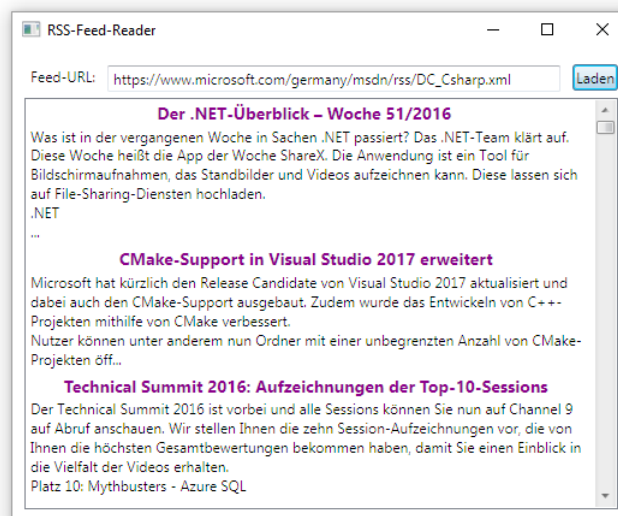 RSS-Feed-Reader
Feed-URL: https://www.microsoft.com/germany/msdn/rss/DC_Csharp.xml Laden
Der .NET-Überblick – Woche 51/2016
Was ist in der vergangenen Woche in Sachen .NET passiert? Das .NET-Team klärt auf.
Diese Woche heißt die App der Woche ShareX. Die Anwendung ist ein Tool für
Bildschirmaufnahmen, das Standbilder und Videos aufzeichnen kann. Diese lassen sich
auf File-Sharing-Diensten hochladen.
.NET
...
CMake-Support in Visual Studio 2017 erweitert
Microsoft hat kürzlich den Release Candidate von Visual Studio 2017 aktualisiert und
dabei auch den CMake-Support ausgebaut. Zudem wurde das Entwickeln von C++-
Projekten mithilfe von CMake verbessert.
Nutzer können unter anderem nun Ordner mit einer unbegrenzten Anzahl von CMake-
Projekten öff...
Technical Summit 2016: Aufzeichnungen der Top-10-Sessions
Der Technical Summit 2016 ist vorbei und alle Sessions können Sie nun auf Channel 9
auf Abruf anschauen. Wir stellen Ihnen die zehn Session-Aufzeichnungen vor, die von
Ihnen die höchsten Gesamtbewertungen bekommen haben, damit Sie einen Einblick in
die Vielfalt der Videos erhalten.
Platz 10: Mythbusters - Azure SQL